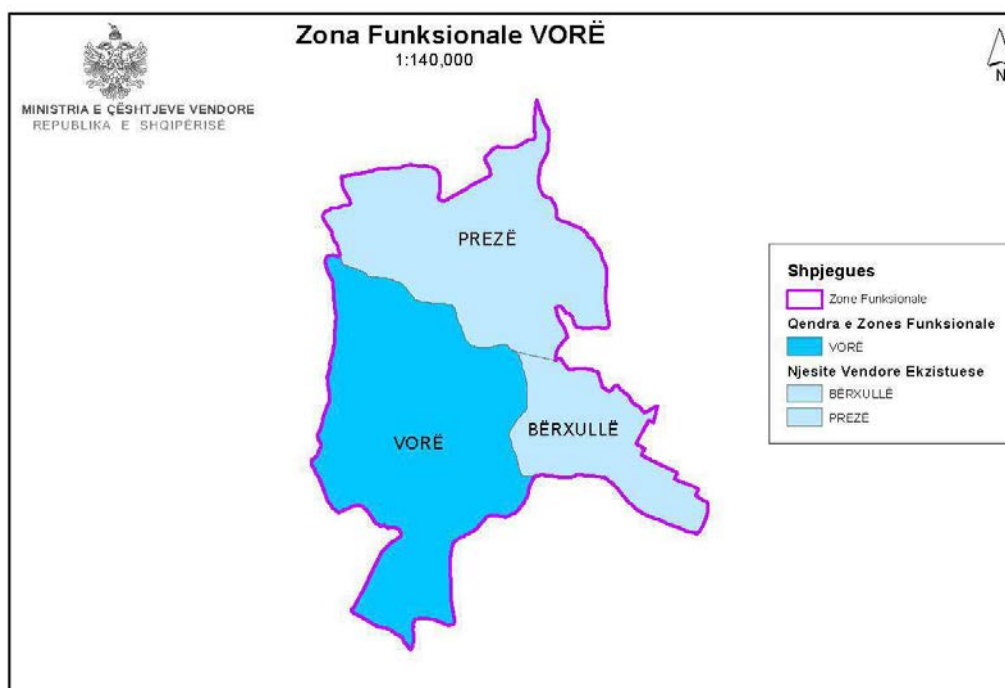 Zona Funksionale VORË
1:140,000
MINISTRIA E ÇËSHTJEVE VENDORE
REPUBLIKA E SHQIPËRISË
N
PREZË
VORË
BËRXULLË
Shpjegues
Zone Funksionale
Qendra e Zones Funksionale
VORË
Njesite Vendore Ekzistuese
BËRXULLË
PREZË